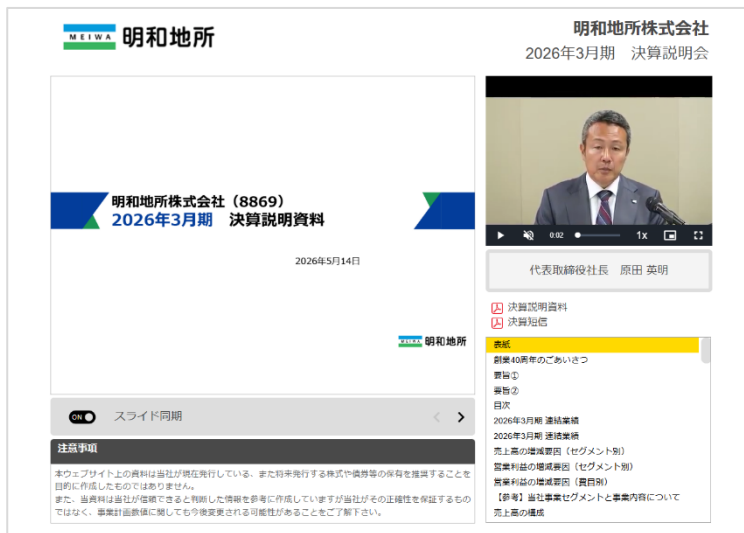 MEIWA 明和地所
明和地所株式会社
2026年3月期 決算説明会
明和地所株式会社（8869）
2026年3月期 決算説明資料
2026年5月14日
MEIWA 明和地所
0:02
1x
代表取締役社長 原田 英明
決算説明資料
決算短信
表紙
創業40周年のごあいさつ
要旨①
要旨②
目次
2026年3月期 連結業績
2026年3月期 連結業績
売上高の増減要因（セグメント別）
営業利益の増減要因（セグメント別）
営業利益の増減要因（費目別）
【参考】当社事業セグメントと事業内容について
売上高の構成
ON スライド同期
注意事項
本ウェブサイト上の資料は当社が現在発行している、また将来発行する株式や債券等の保有を推奨することを
目的に作成したものではありません。
また、当資料は当社が信頼できると判断した情報を参考に作成していますが当社がその正確性を保証するもの
ではなく、事業計画数値に関しても今後変更される可能性があることをご了解下さい。